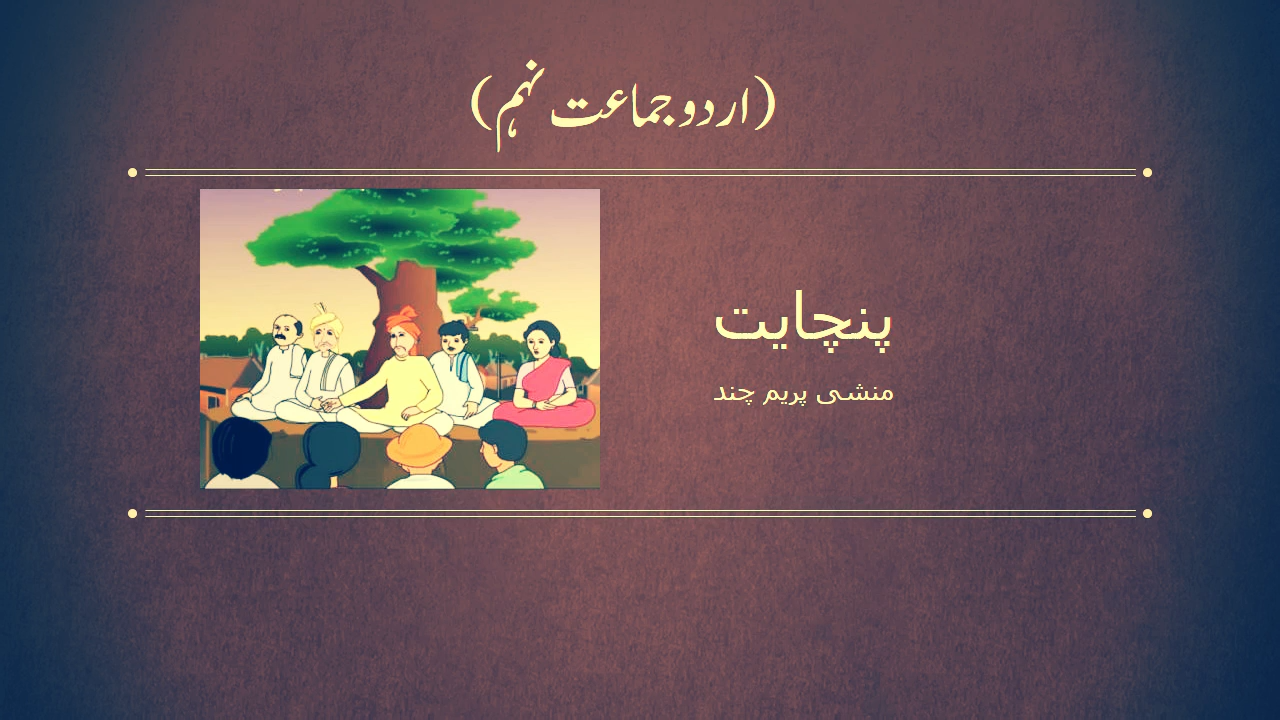 (اردو جماعت نہم)
پنچایت
منشی پریم چند